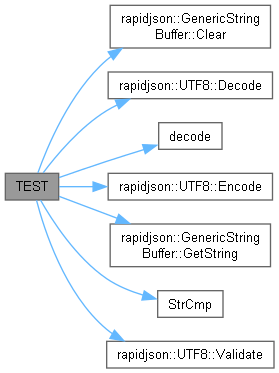 rapidjson::GenericString
Buffer::Clear
rapidjson::UTF8::Decode
decode
TEST
rapidjson::UTF8::Encode
rapidjson::GenericString
Buffer::GetString
StrCmp
rapidjson::UTF8::Validate